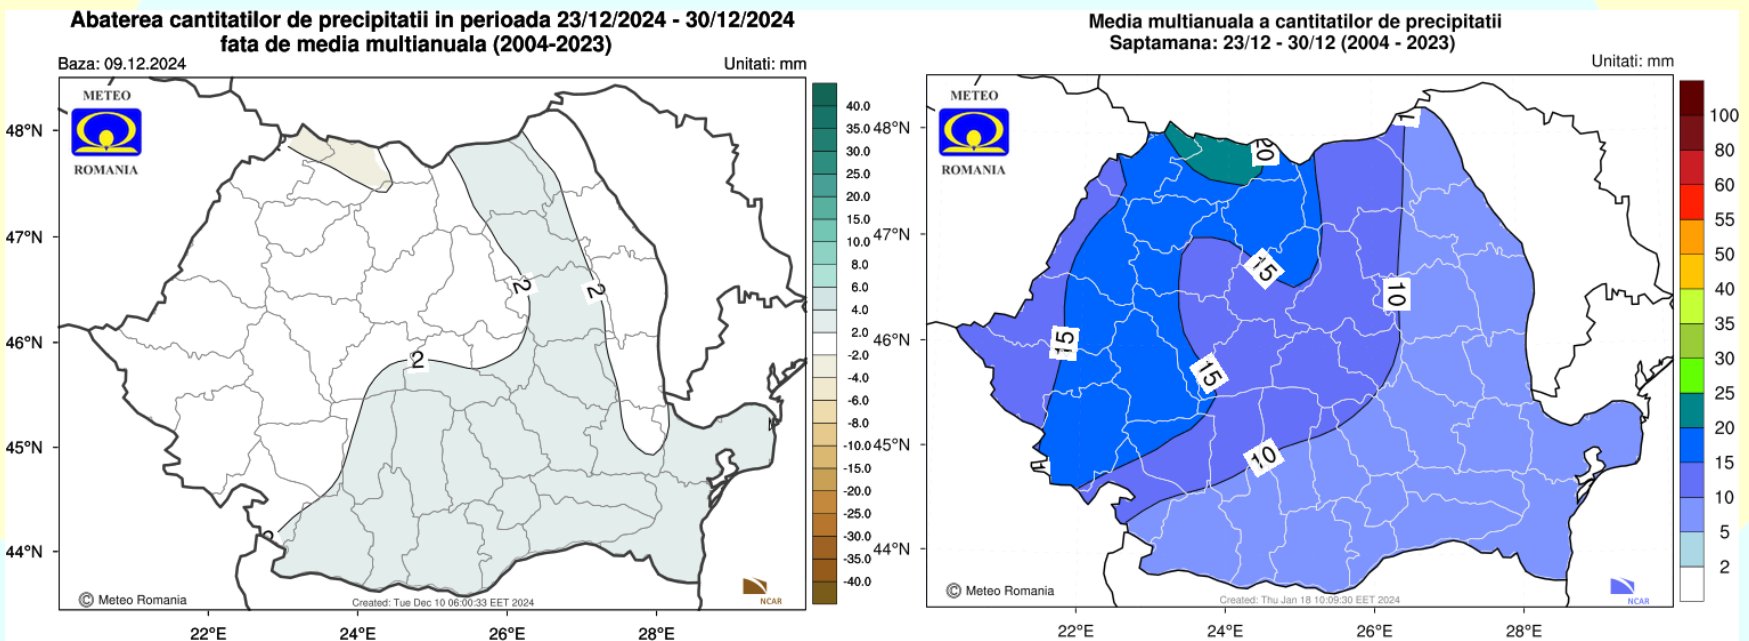 Abaterea cantitatilor de precipitatii in perioada 23/12/2024 - 30/12/2024
fata de media multianuala (2004-2023)
Baza: 09.12.2024
Unitati: mm
METEO
ROMANIA
48°N
47°N
46°N
45°N
44°N
22°E
24°E
26°E
28°E
2
2
2
40.0
35.0
30.0
25.0
20.0
15.0
10.0
8.0
6.0
4.0
2.0
-2.0
-4.0
-6.0
-8.0
-10.0
-15.0
-20.0
-25.0
-30.0
-35.0
-40.0
© Meteo Romania
Created: Tue Dec 10 06:00:33 EET 2024
NCAR
Media multianuala a cantitatilor de precipitatii
Saptamana: 23/12 - 30/12 (2004 - 2023)
Unitati: mm
METEO
ROMANIA
48°N
47°N
46°N
45°N
44°N
22°E
24°E
26°E
28°E
20
15
10
15
15
10
100
80
60
55
50
40
35
30
25
20
15
10
5
2
© Meteo Romania
Created: Thu Jan 18 10:09:30 EET 2024
NCAR